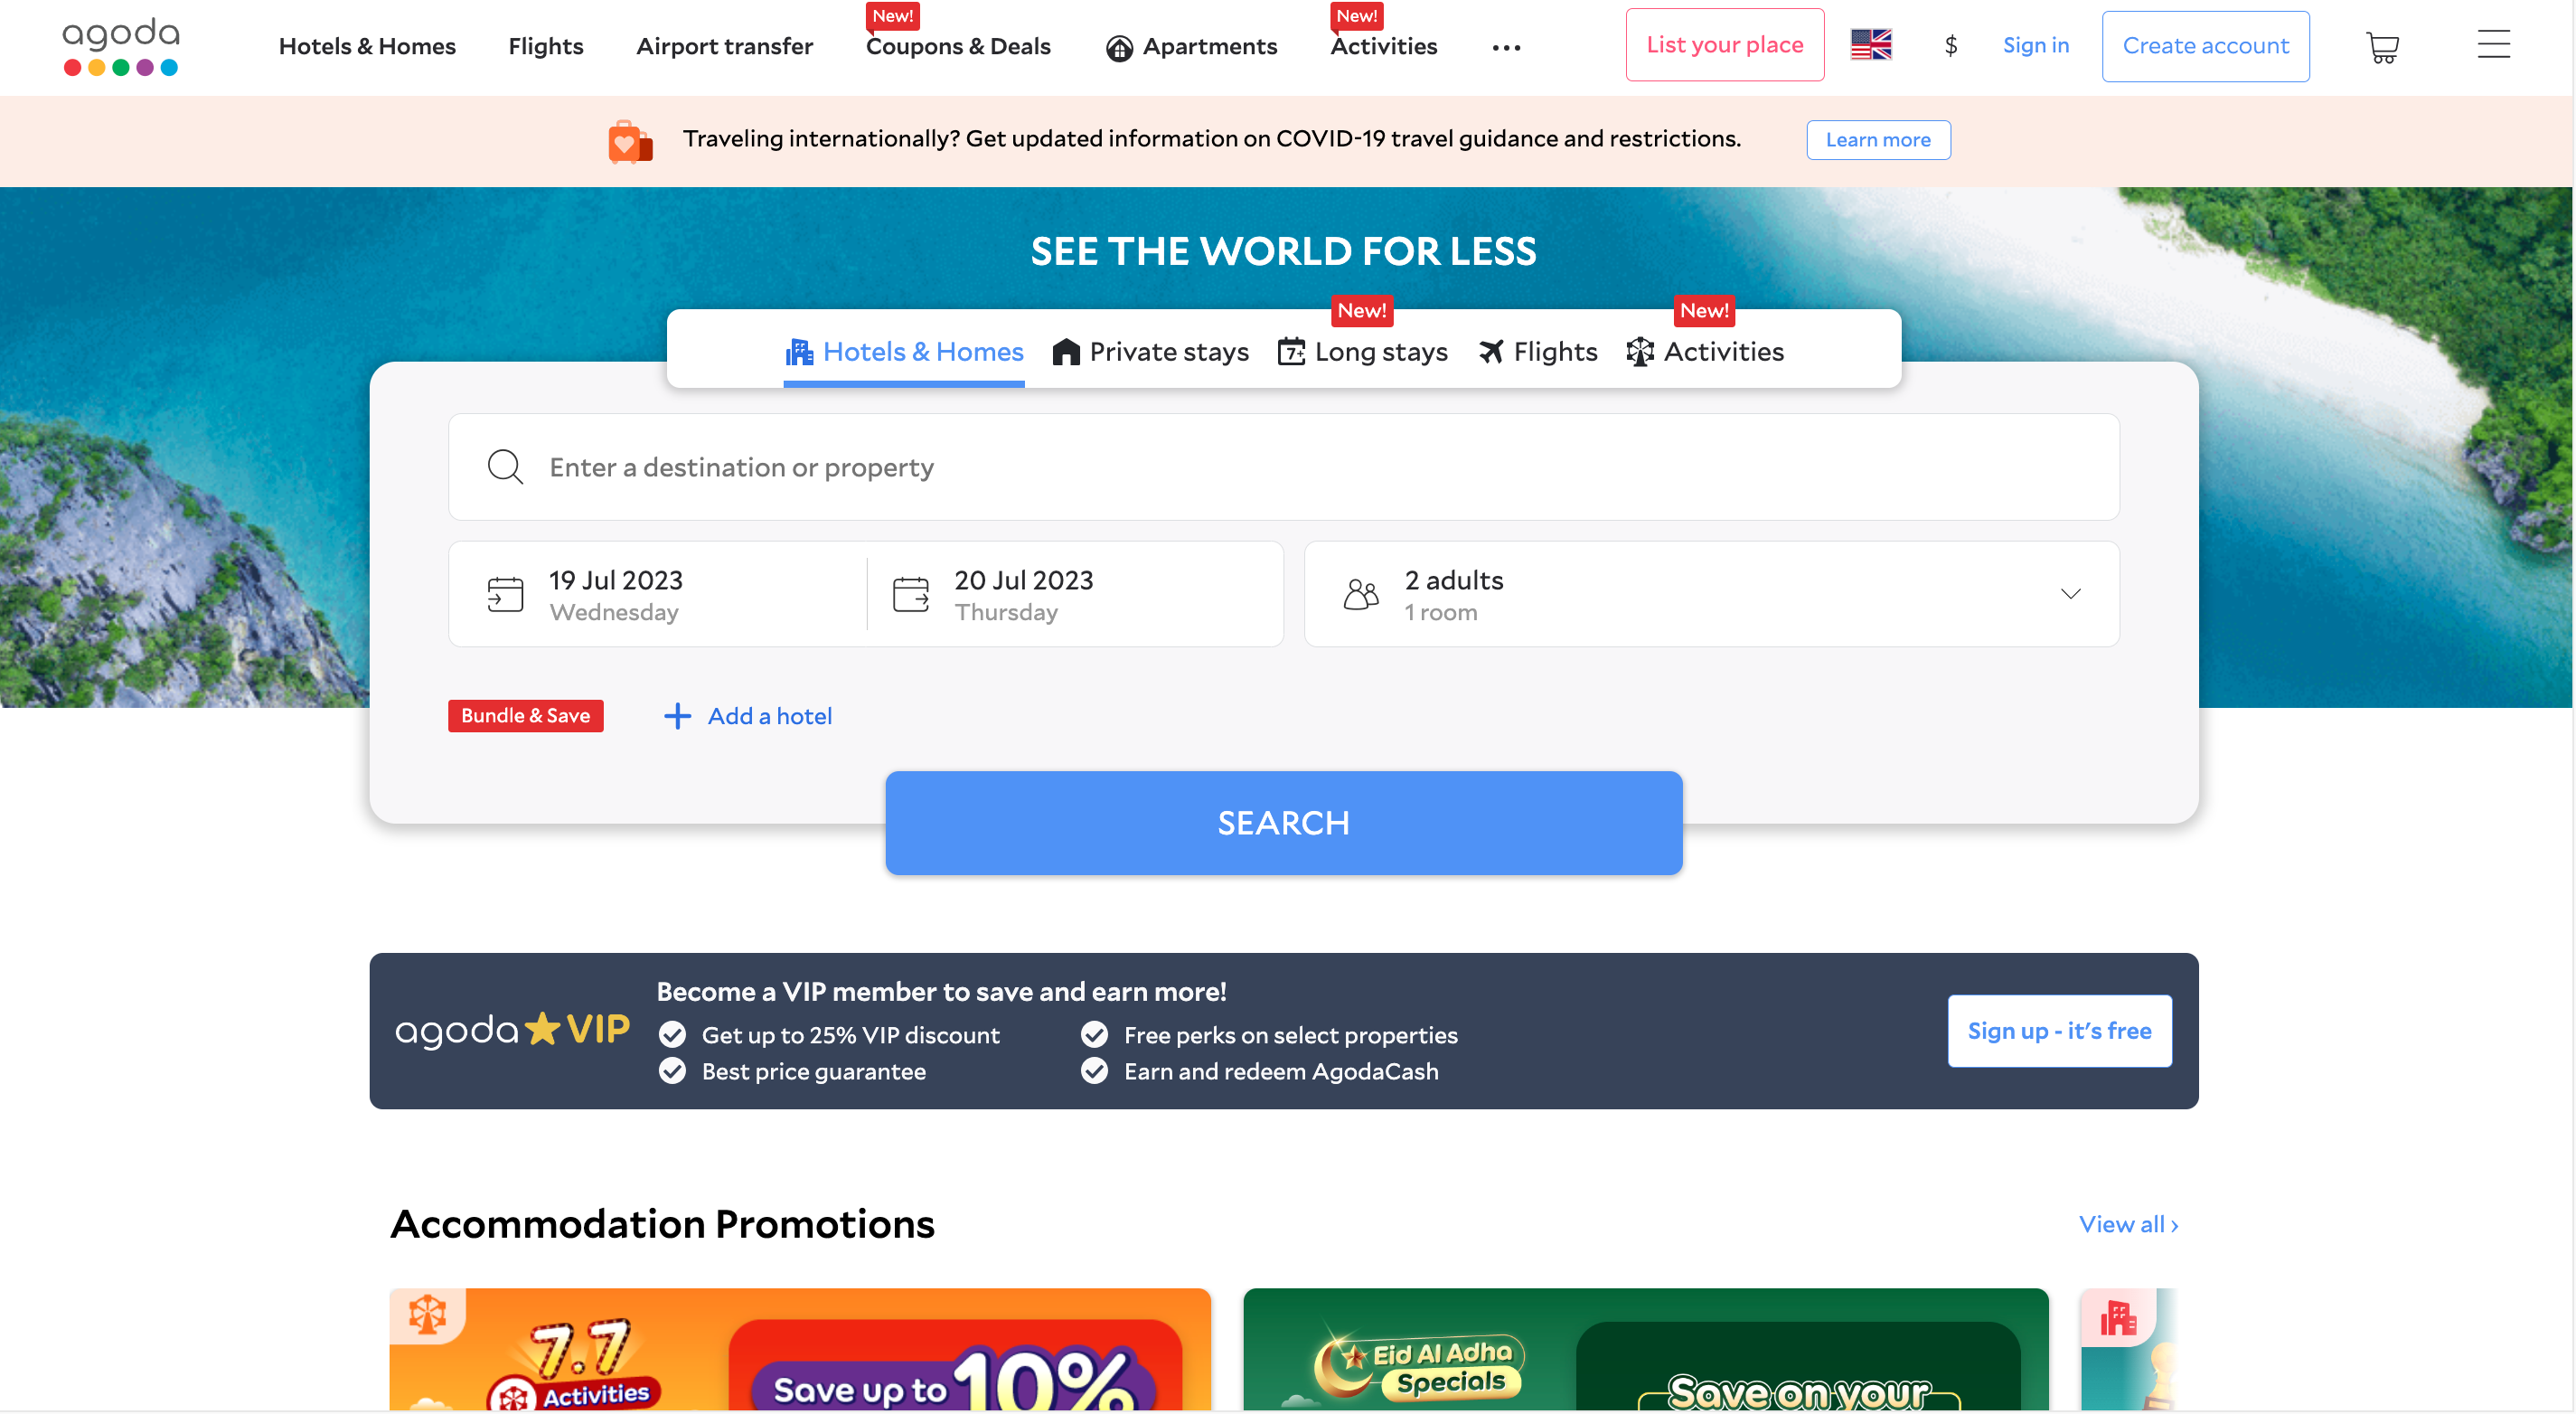 agoda
Hotels & Homes
Flights
Airport transfer
New!
Coupons & Deals
Apartments
New!
Activities
List your place
$
Sign in
Create account
Traveling internationally? Get updated information on COVID-19 travel guidance and restrictions.
Learn more
SEE THE WORLD FOR LESS
Hotels & Homes
Private stays
New!
7+ Long stays
Flights
New!
Activities
Enter a destination or property
19 Jul 2023
Wednesday
20 Jul 2023
Thursday
2 adults
1 room
Bundle & Save
+ Add a hotel
SEARCH
agoda VIP
Become a VIP member to save and earn more!
Get up to 25% VIP discount
Free perks on select properties
Best price guarantee
Earn and redeem AgodaCash
Sign up - it's free
Accommodation Promotions
View all ›
7.7
Activities
Save up to 10%
Eid Al Adha
Specials
Save on your